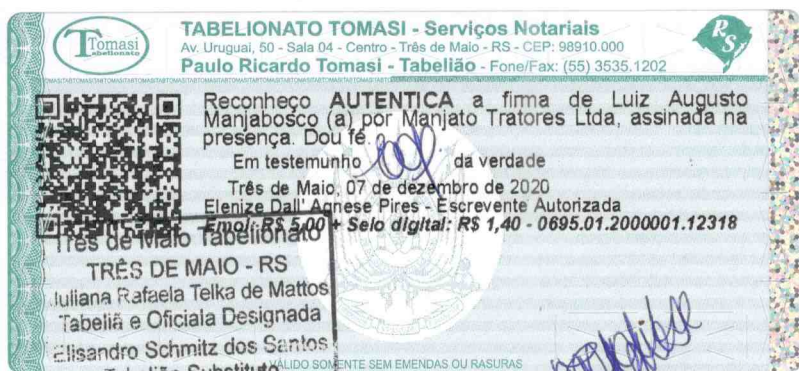 Tomasi
Tabelionato
TABELIONATO TOMASI - Serviços Notariais
Av. Uruguai, 50 - Sala 04 - Centro - Três de Maio - RS - CEP: 98910.000
Paulo Ricardo Tomasi - Tabelião - Fone/Fax: (55) 3535.1202
RS
Reconheço AUTENTICA a firma de Luiz Augusto
Manjabosco (a) por Manjato Tratores Ltda, assinada na
presença. Dou fé.
Em testemunho da verdade
Três de Maio, 07 de dezembro de 2020
Elenize Dall' Agnese Pires - Escrevente Autorizada
Emol: R$ 5,00 + Selo digital: R$ 1,40 - 0695.01.2000001.12318
Três de Maio Tabelionato
TRÊS DE MAIO - RS
Juliana Rafaela Telka de Mattos
Tabeliã e Oficiala Designada
Elisandro Schmitz dos Santos
Tabelião Substituto
VÁLIDO SOMENTE SEM EMENDAS OU RASURAS